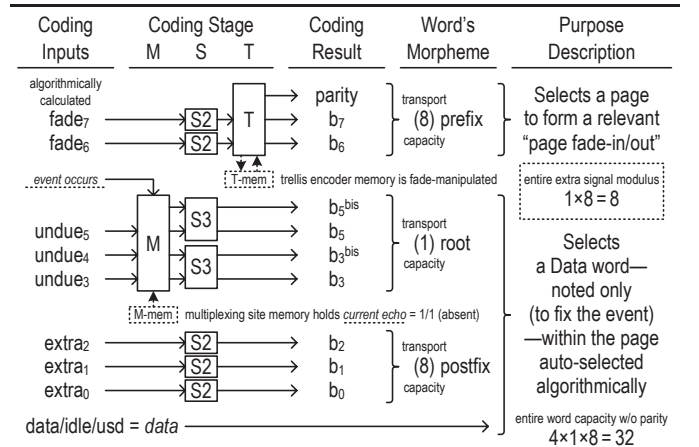 Coding Inputs
Coding Stage
M S T
Coding Result
Word's Morpheme
Purpose Description
algorithmically calculated
fade7
fade6
S2
S2
T
parity
b7
b6
transport
(8) prefix
capacity
Selects a page
to form a relevant
"page fade-in/out"
T-mem trellis encoder memory is fade-manipulated
entire extra signal modulus
1×8 = 8
event occurs
undue5
undue4
undue3
M
S3
S3
b5bis
b5
b3bis
b3
transport
(1) root
capacity
Selects
a Data word—
noted only
(to fix the event)
—within the page
auto-selected
algorithmically
M-mem multiplexing site memory holds current echo = 1/1 (absent)
extra2
extra1
extra0
S2
S2
S2
b2
b1
b0
transport
(8) postfix
capacity
data/idle/usd = data
entire word capacity w/o parity
4×1×8 = 32